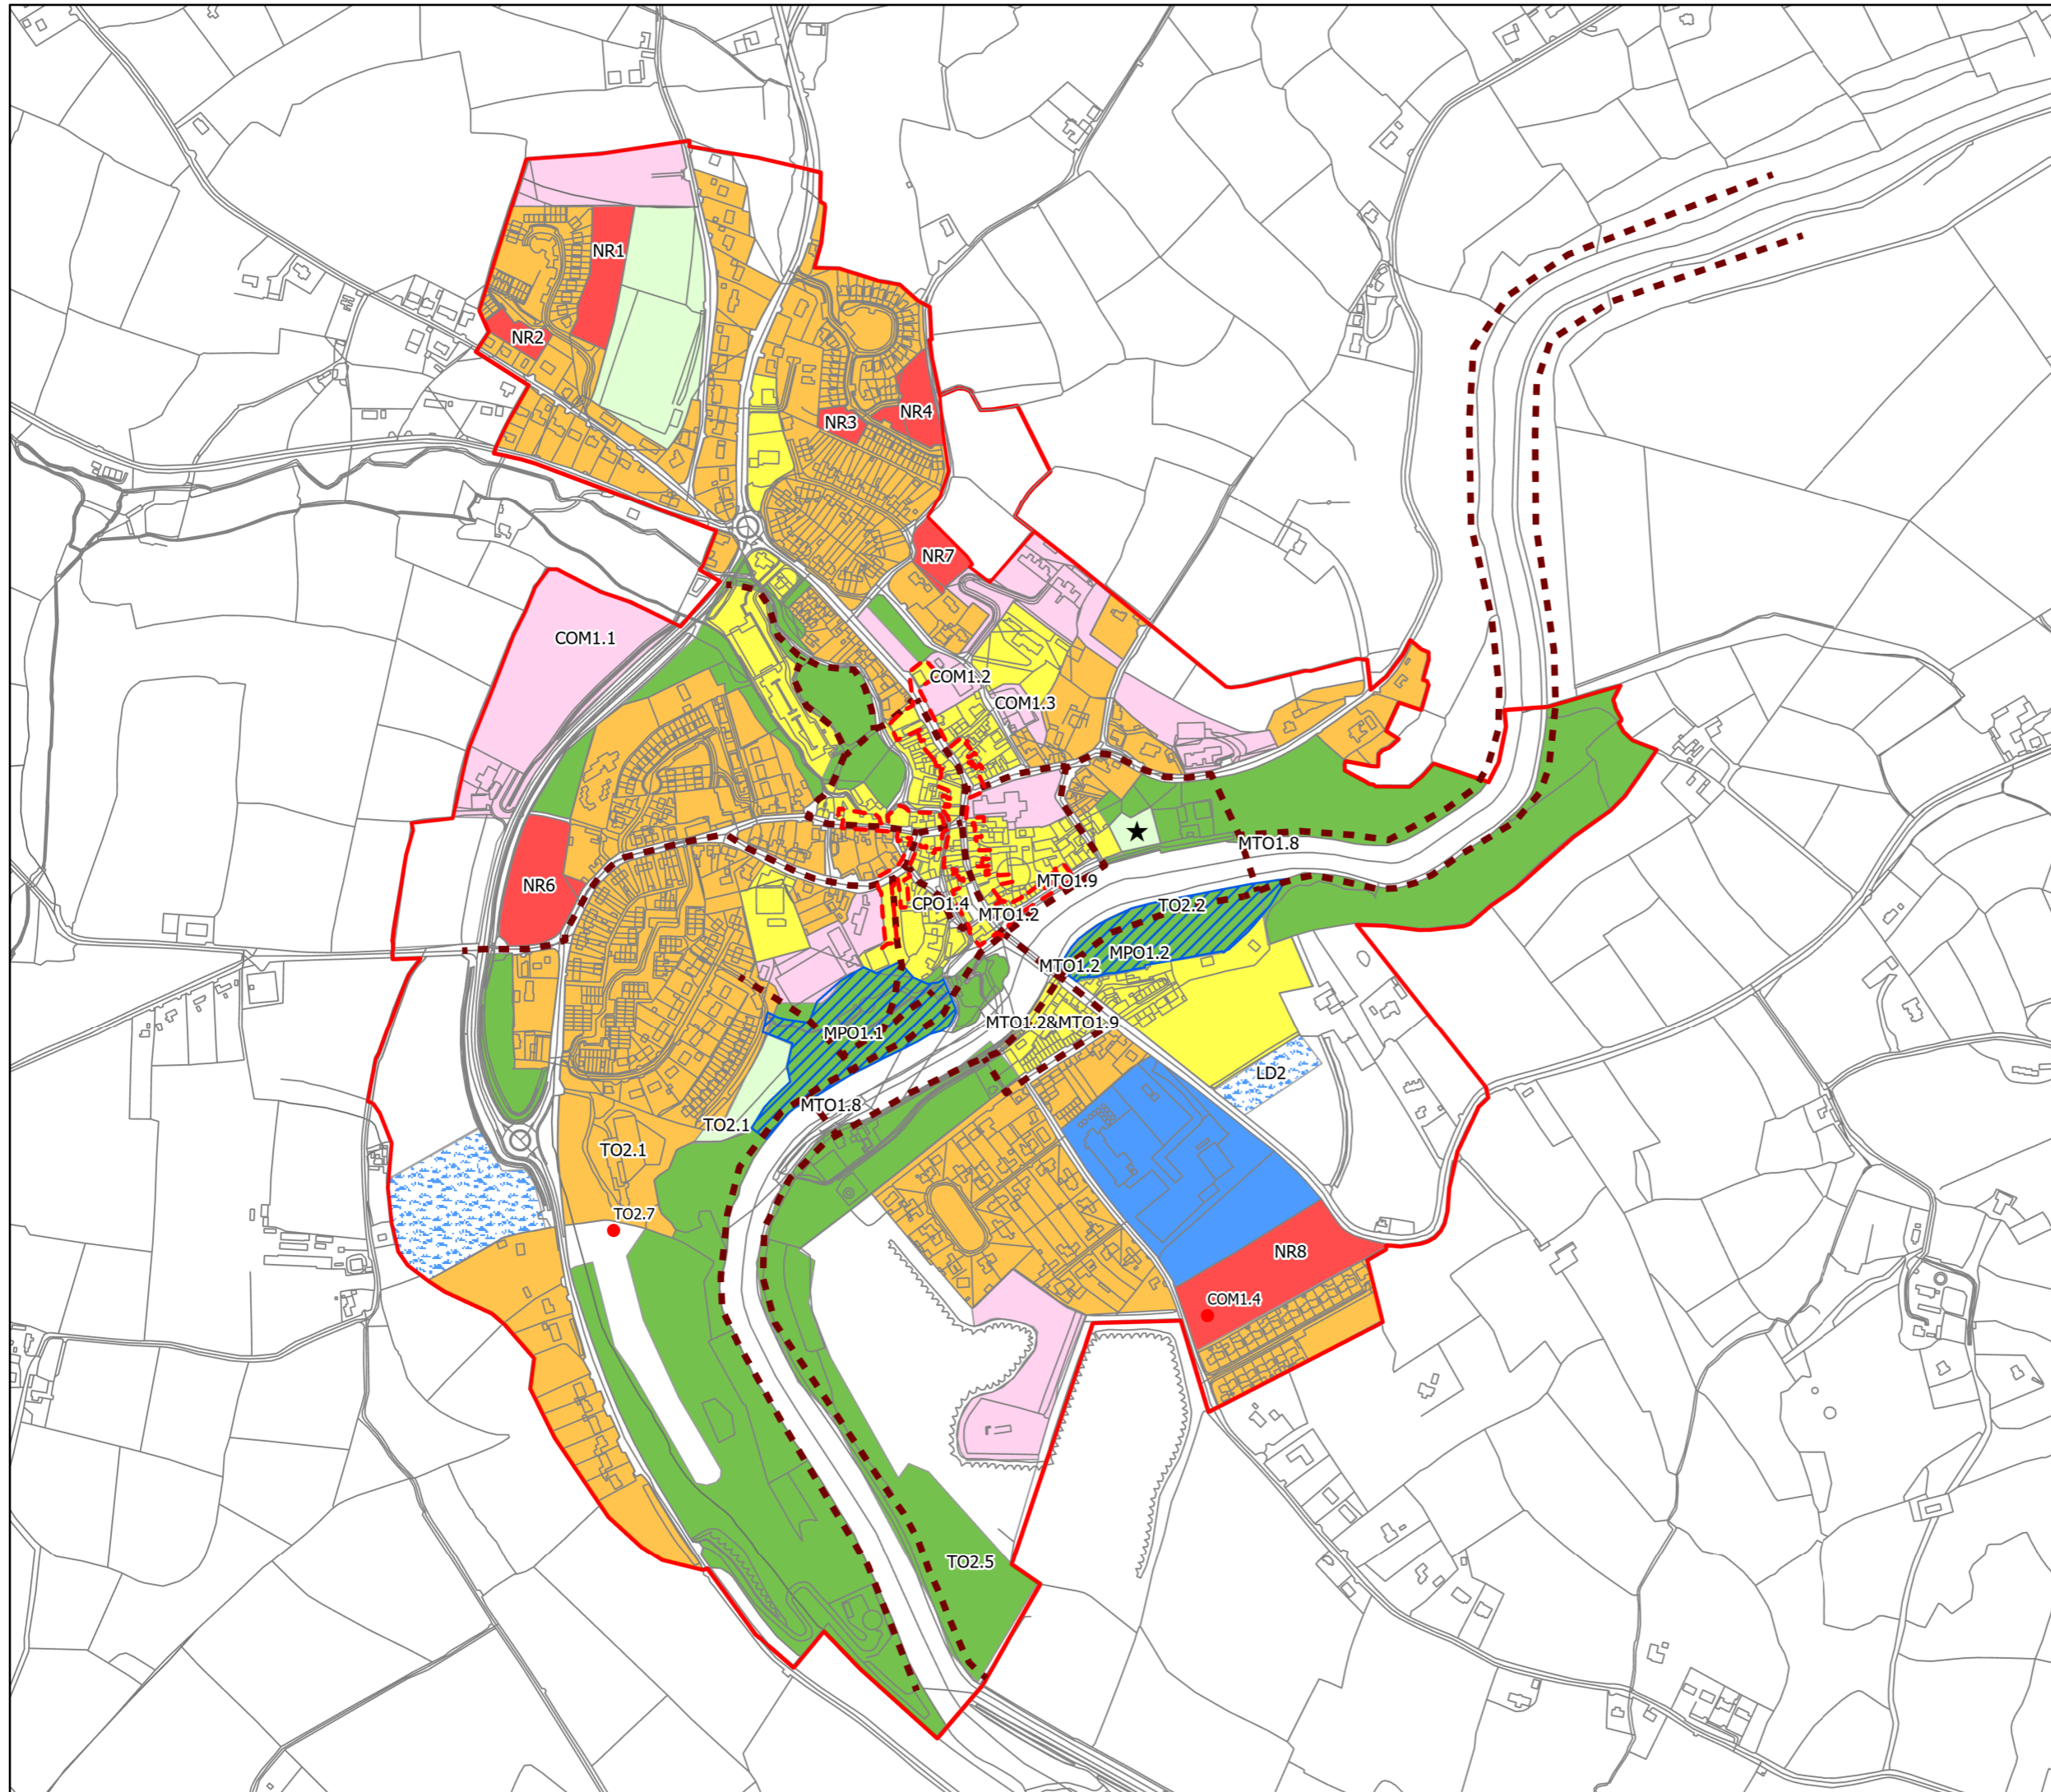 NR1
NR2
NR3
NR4
NR7
COM1.1
COM1.2
COM1.3
MTO1.8
NR6
MTO1.9
CPO1.4
MTO1.2
TO2.2
MPO1.2
MTO1.2
MTO1.2&MTO1.9
MPO1.1
LD2
MTO1.8
TO2.1
TO2.1
TO2.7
NR8
COM1.4
TO2.5